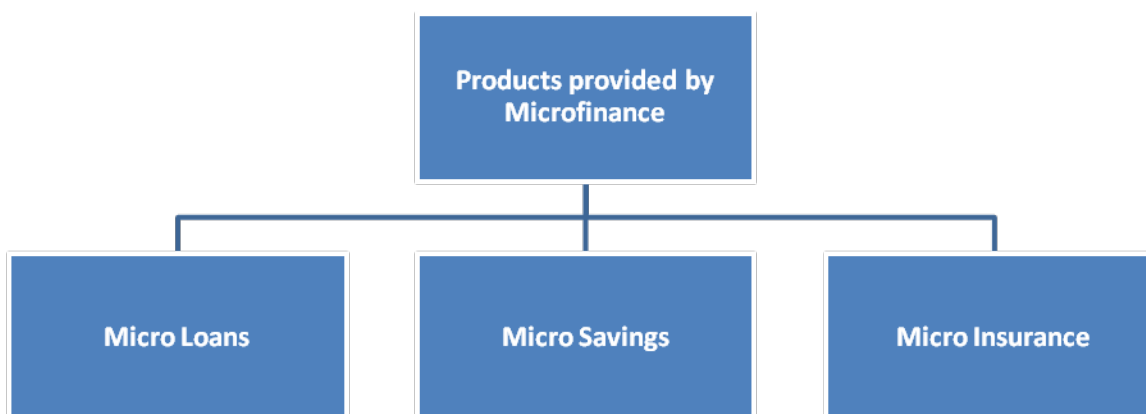 Products provided by
Microfinance
Micro Loans
Micro Savings
Micro Insurance